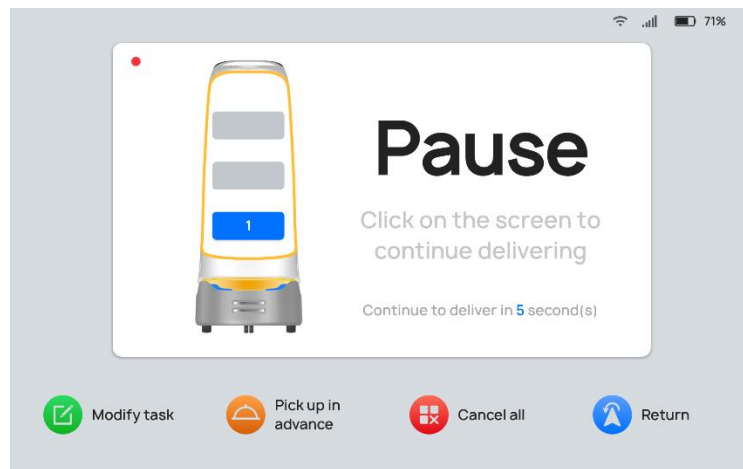 71%
1
Pause
Click on the screen to
continue delivering
Continue to deliver in 5 second(s)
Modify task
Pick up in
advance
Cancel all
Return